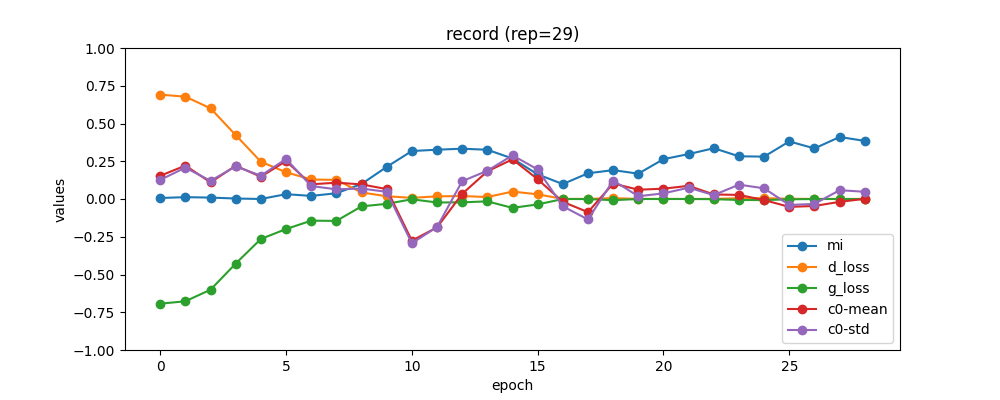 record (rep=29)
1.00
0.75
0.50
0.25
0.00
−0.25
−0.50
−0.75
−1.00
values
mi
d_loss
g_loss
c0-mean
c0-std
0 5 10 15 20 25
epoch